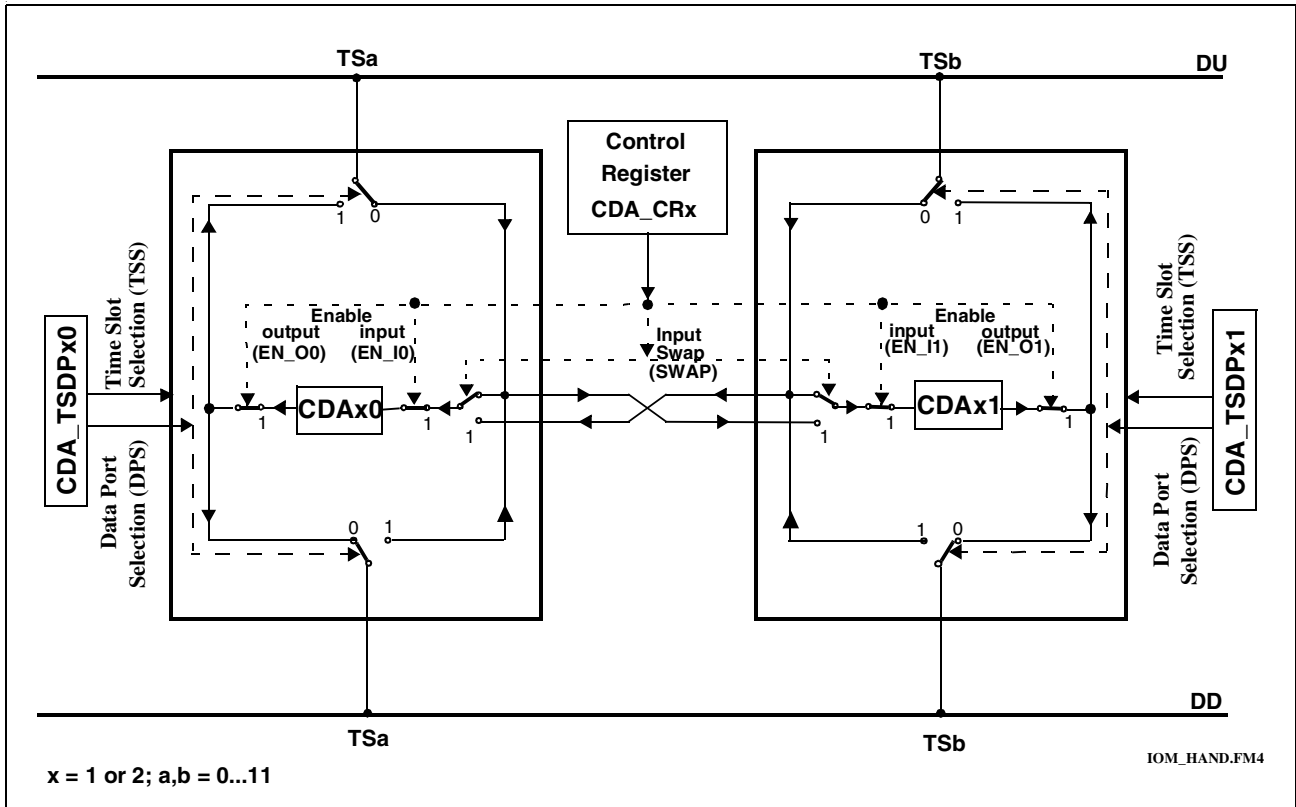 TSa
TSb
DU
Control
Register
CDA_CRx
1
0
0
1
Time Slot
Selection (TSS)
Time Slot
Selection (TSS)
Enable
output
(EN_O0)
input
(EN_I0)
Input
Swap
(SWAP)
Enable
input
(EN_I1)
output
(EN_O1)
CDA_TSDPx0
CDAx0
CDAx1
CDA_TSDPx1
1
1
1
1
1
1
Data Port
Selection (DPS)
Data Port
Selection (DPS)
0
1
1
0
DD
TSa
TSb
IOM_HAND.FM4
x = 1 or 2; a,b = 0...11